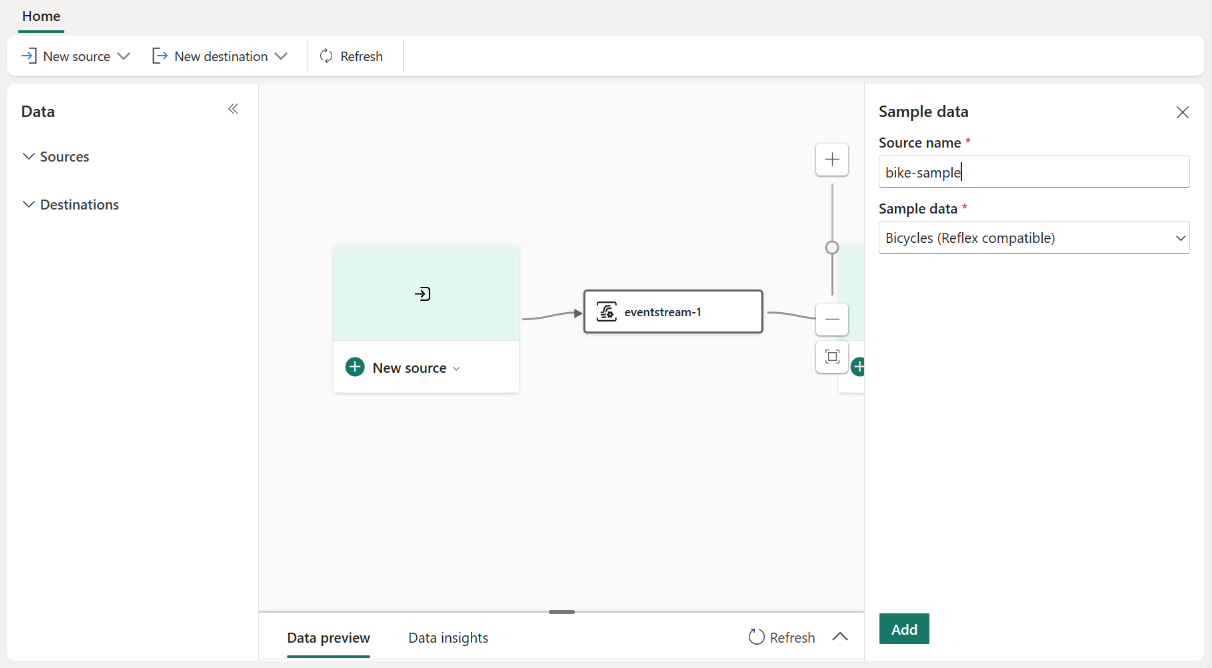 Home
New source
New destination
Refresh
Data
Sources
Destinations
New source
eventstream-1
Data preview
Data insights
Refresh
Sample data
Source name *
bike-sample
Sample data *
Bicycles (Reflex compatible)
Add